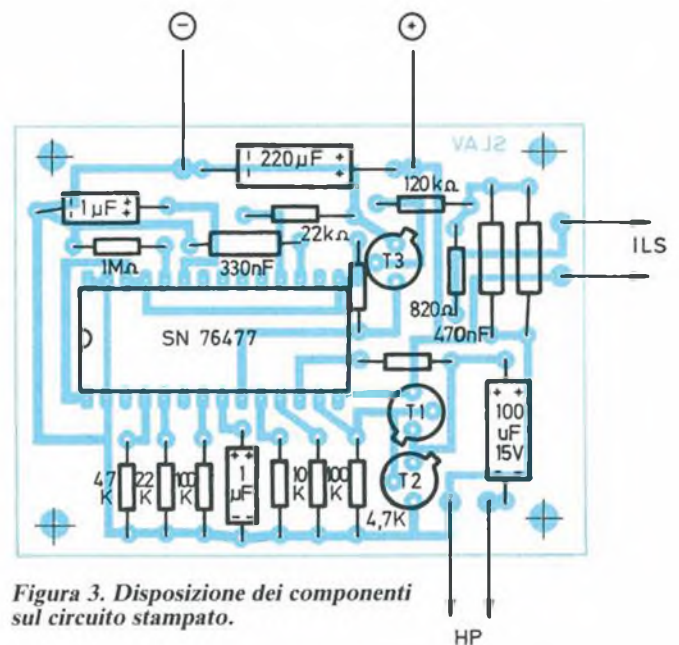 ⊖ ⊕
SLAV
220µF
120kΩ
1µF
22kΩ
ILS
1MΩ
330nF
T3
820Ω
470nF
SN 76477
T1
100
uF
15V
47
K
22
K
100
K
1
µF
10
K
100
K
T2
4,7K
Figura 3. Disposizione dei componenti
sul circuito stampato.
HP